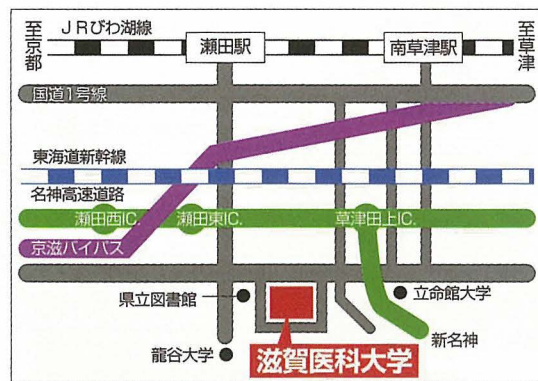 JRびわ湖線
至京都
瀬田駅
南草津駅
至草津
国道1号線
東海道新幹線
名神高速道路
瀬田西IC.
瀬田東IC.
草津田上IC.
京滋バイパス
県立図書館
立命館大学
滋賀医科大学
新名神
龍谷大学